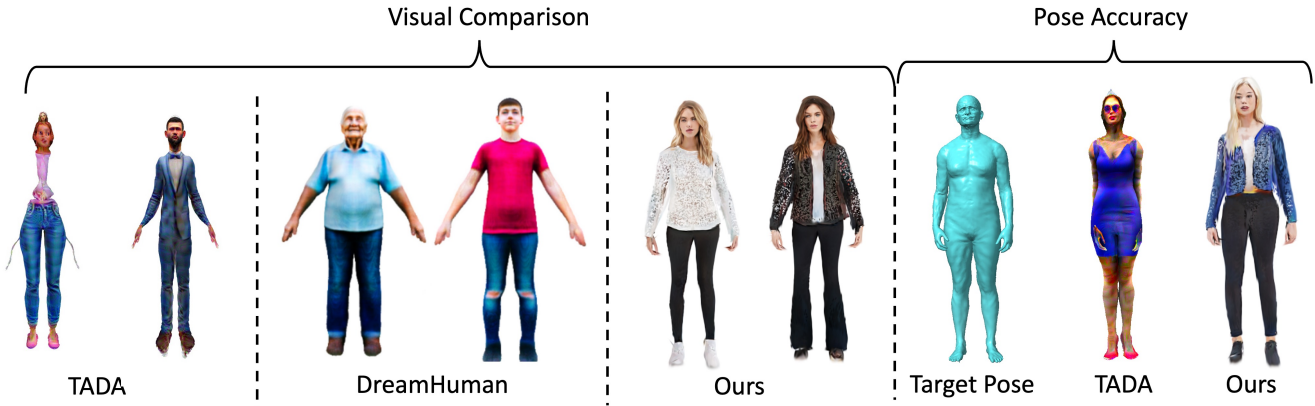 Visual Comparison
Pose Accuracy
TADA
DreamHuman
Ours
Target Pose
TADA
Ours